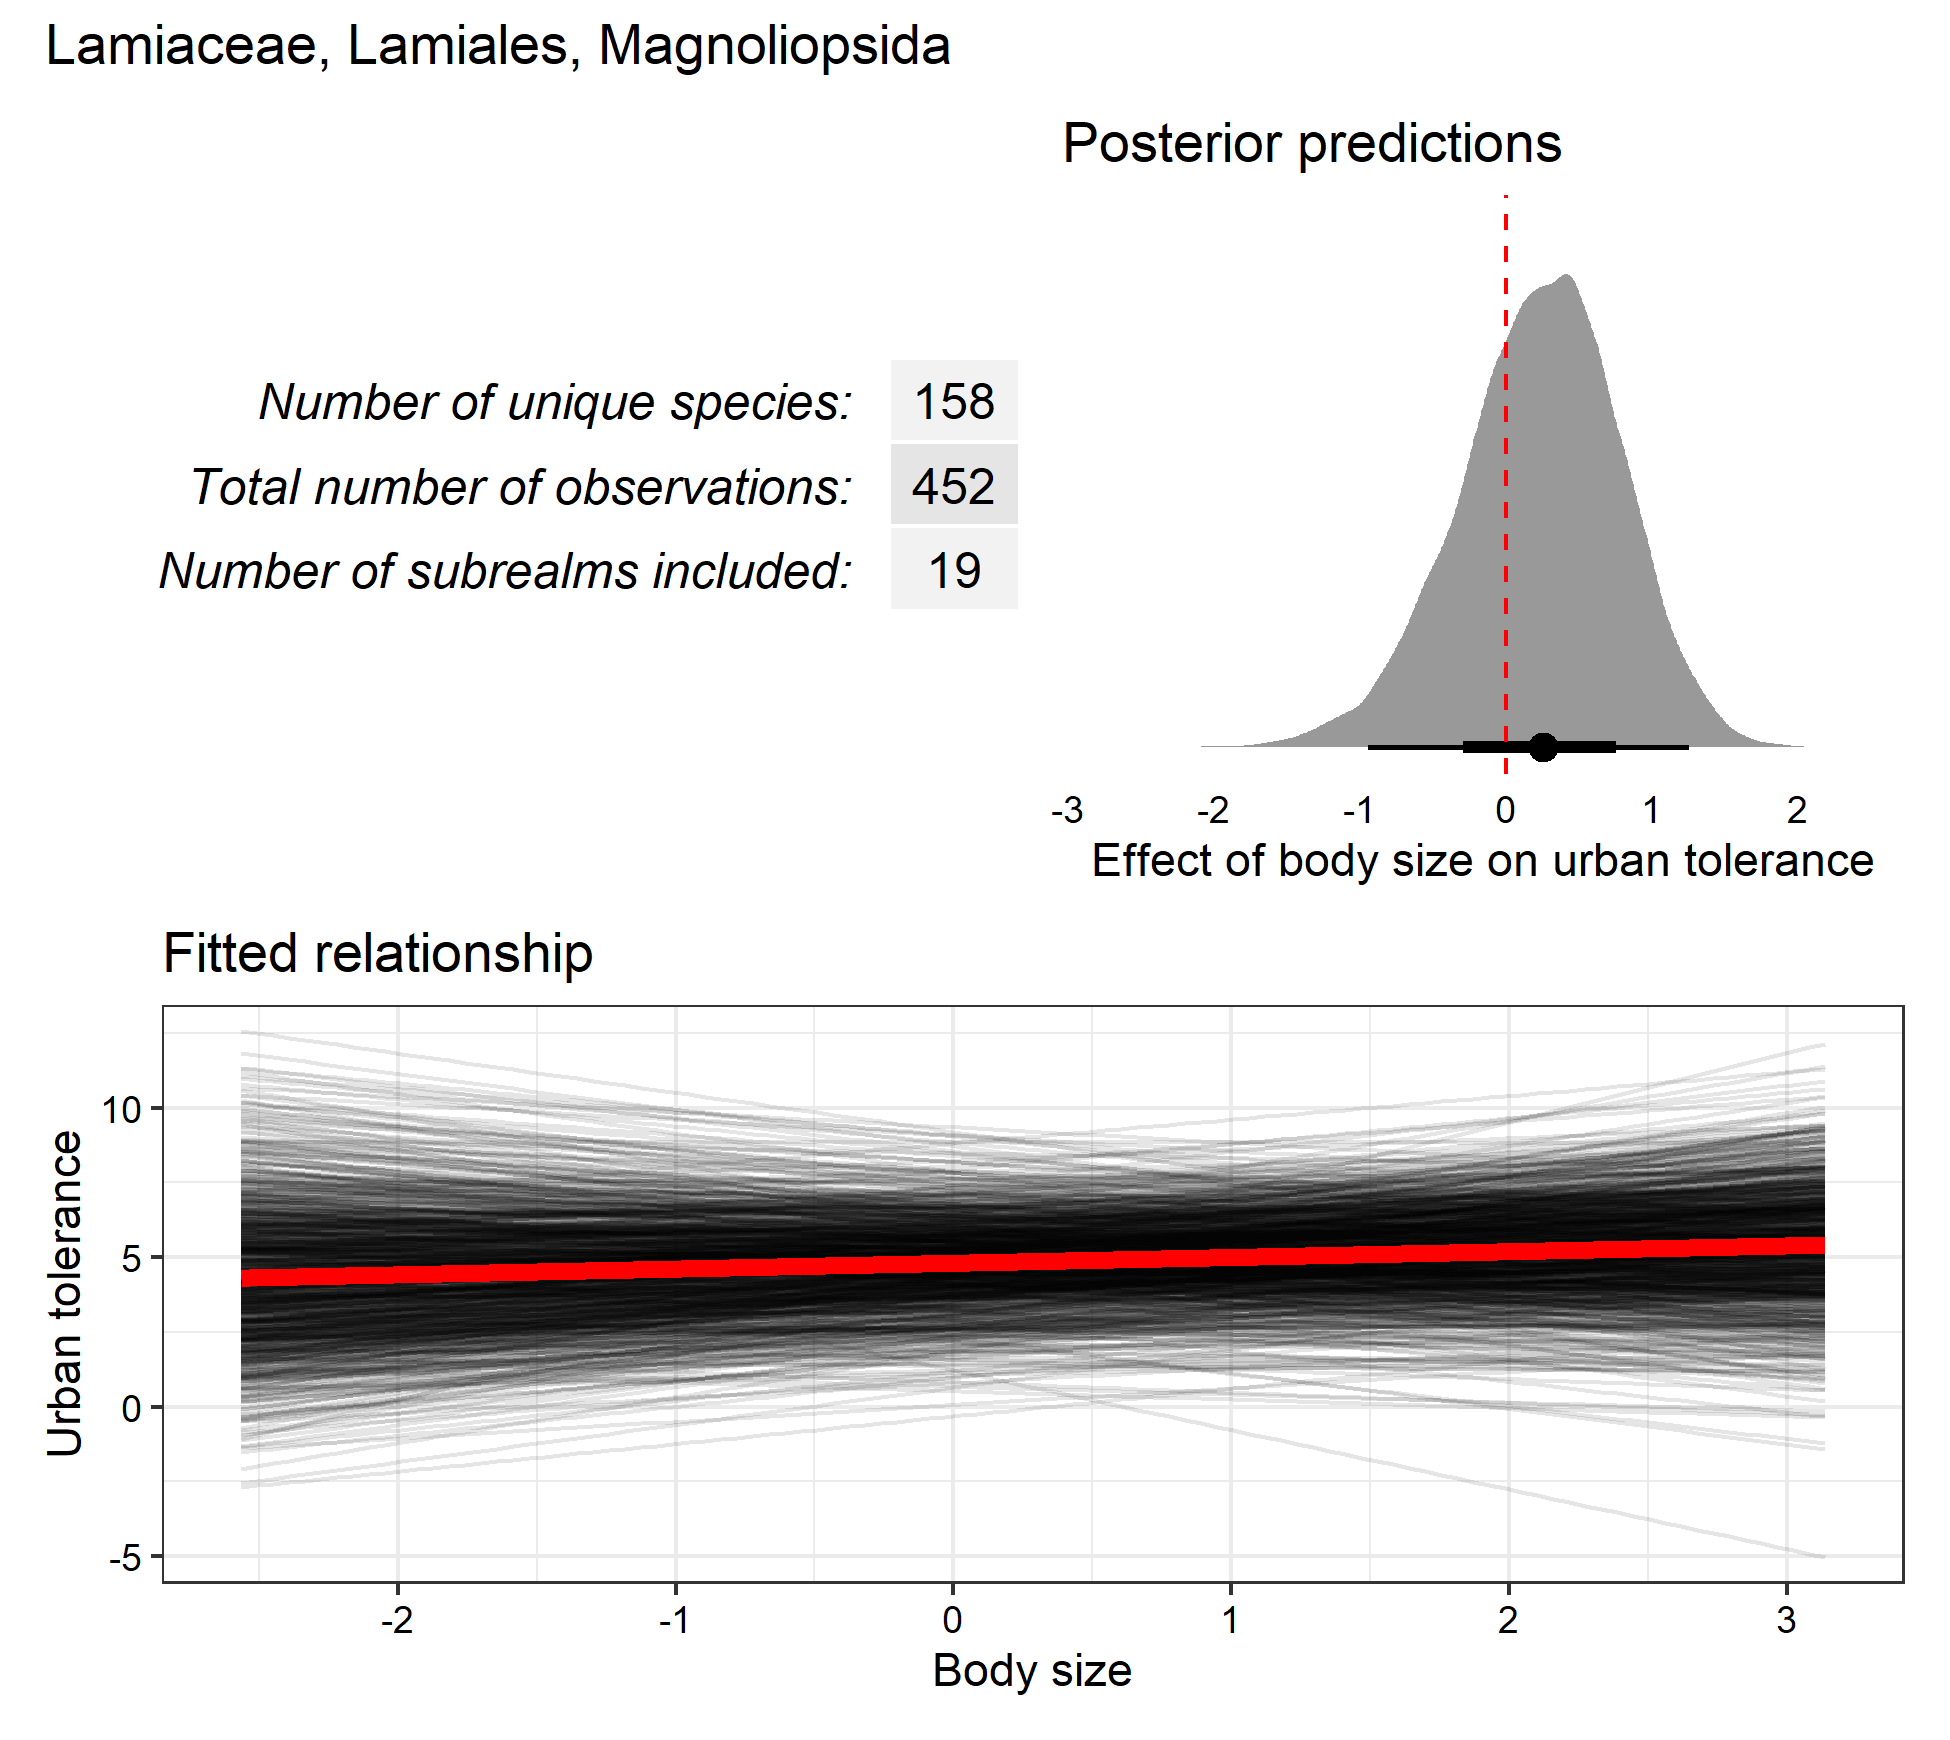 Lamiaceae, Lamiales, Magnoliopsida
Posterior predictions
Number of unique species: 158
Total number of observations: 452
Number of subrealms included: 19
-3 -2 -1 0 1 2
Effect of body size on urban tolerance
Fitted relationship
Urban tolerance
10
5
0
-5
-2 -1 0 1 2 3
Body size